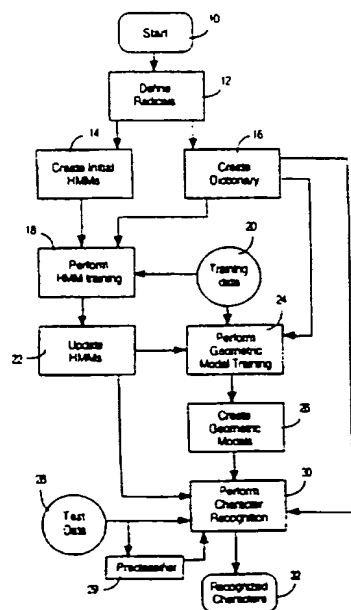 10
Start
12
Define
Radicals
14
16
Create Initial
HMMs
Create
Dictionary
18
20
Perform
HMM training
Training
data
24
Update
HMMs
22
Perform
Geometric
Model Training
26
Create
Geometric
Models
28
30
Test
Data
Perform
Character
Recognition
Preclassifier
29
32
Recognized
Characters